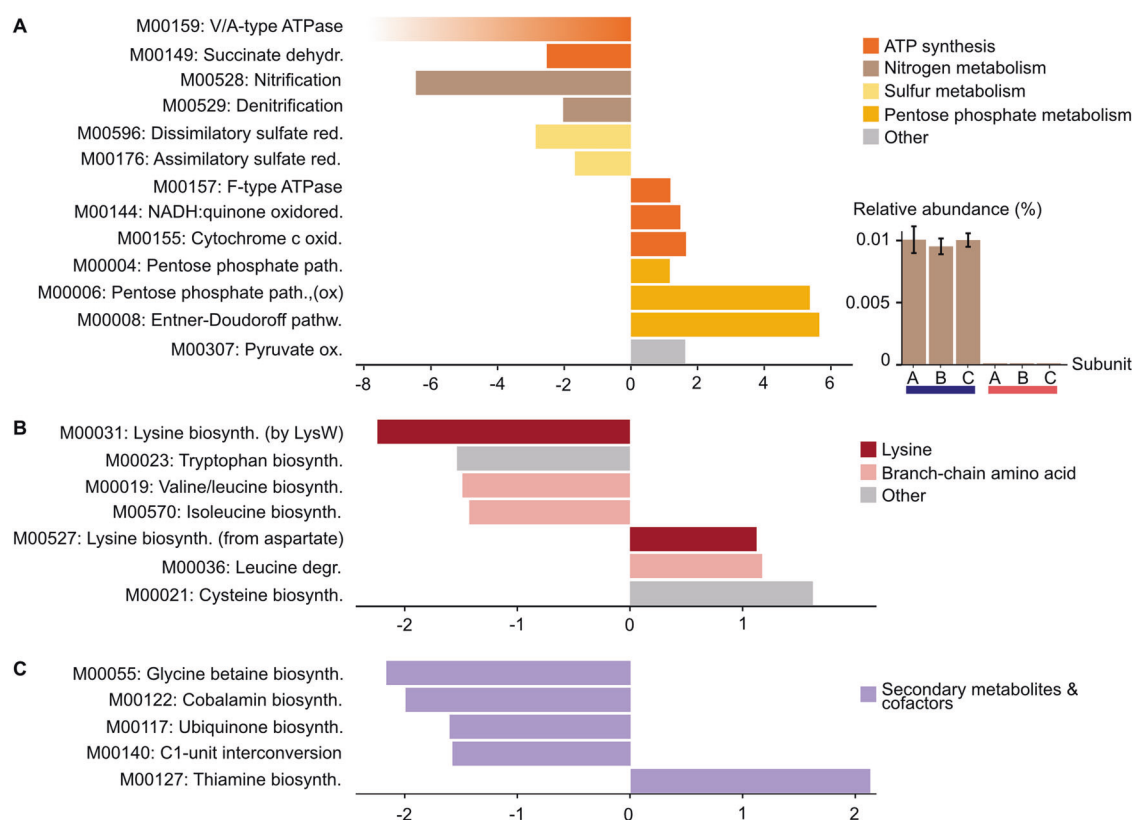 A
M00159: V/A-type ATPase
M00149: Succinate dehydr.
M00528: Nitrification
M00529: Denitrification
M00596: Dissimilatory sulfate red.
M00176: Assimilatory sulfate red.
M00157: F-type ATPase
M00144: NADH:quinone oxidored.
M00155: Cytochrome c oxid.
M00004: Pentose phosphate path.
M00006: Pentose phosphate path.,(ox)
M00008: Entner-Doudoroff pathw.
M00307: Pyruvate ox.
-8 -6 -4 -2 0 2 4 6
ATP synthesis
Nitrogen metabolism
Sulfur metabolism
Pentose phosphate metabolism
Other
Relative abundance (%)
0.01
0.005
0
Subunit
A B C A B C
B
M00031: Lysine biosynth. (by LysW)
M00023: Tryptophan biosynth.
M00019: Valine/leucine biosynth.
M00570: Isoleucine biosynth.
M00527: Lysine biosynth. (from aspartate)
M00036: Leucine degr.
M00021: Cysteine biosynth.
-2 -1 0 1
Lysine
Branch-chain amino acid
Other
C
M00055: Glycine betaine biosynth.
M00122: Cobalamin biosynth.
M00117: Ubiquinone biosynth.
M00140: C1-unit interconversion
M00127: Thiamine biosynth.
-2 -1 0 1 2
Secondary metabolites &
cofactors